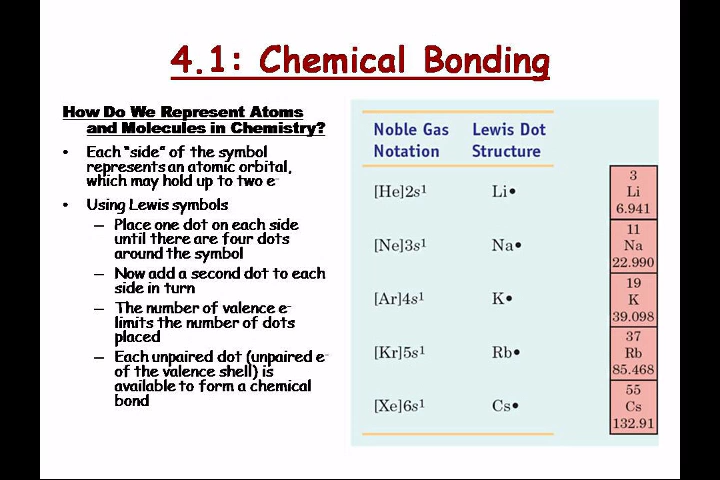 4.1: Chemical Bonding
How Do We Represent Atoms
and Molecules in Chemistry?
• Each "side" of the symbol
represents an atomic orbital,
which may hold up to two e⁻
• Using Lewis symbols
– Place one dot on each side
until there are four dots
around the symbol
– Now add a second dot to each
side in turn
– The number of valence e⁻
limits the number of dots
placed
– Each unpaired dot (unpaired e⁻
of the valence shell) is
available to form a chemical
bond
Noble Gas Lewis Dot
Notation Structure
[He]2s¹ Li•
[Ne]3s¹ Na•
[Ar]4s¹ K•
[Kr]5s¹ Rb•
[Xe]6s¹ Cs•
3
Li
6.941
11
Na
22.990
19
K
39.098
37
Rb
85.468
55
Cs
132.91